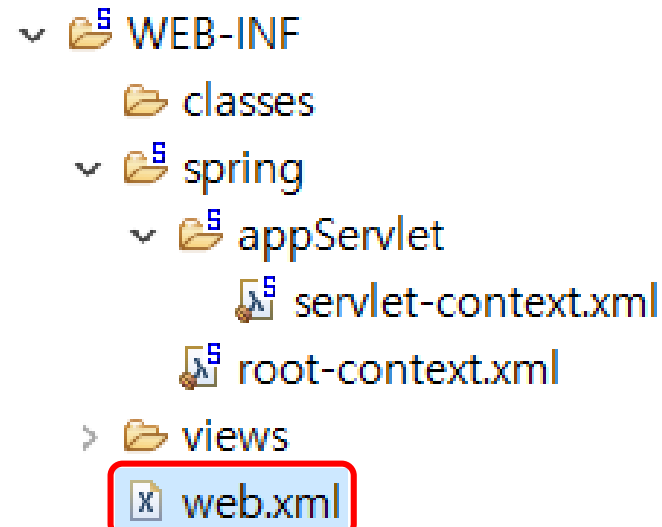 WEB-INF
classes
spring
appServlet
servlet-context.xml
root-context.xml
views
web.xml